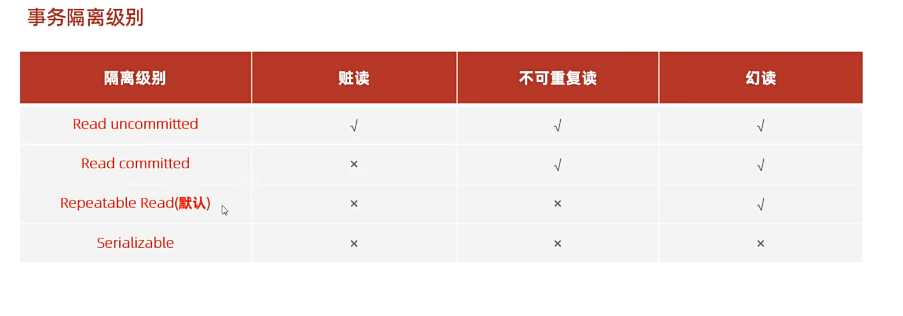 事务隔离级别
隔离级别 脏读 不可重复读 幻读
Read uncommitted √ √ √
Read committed × √ √
Repeatable Read(默认) × × √
Serializable × × ×